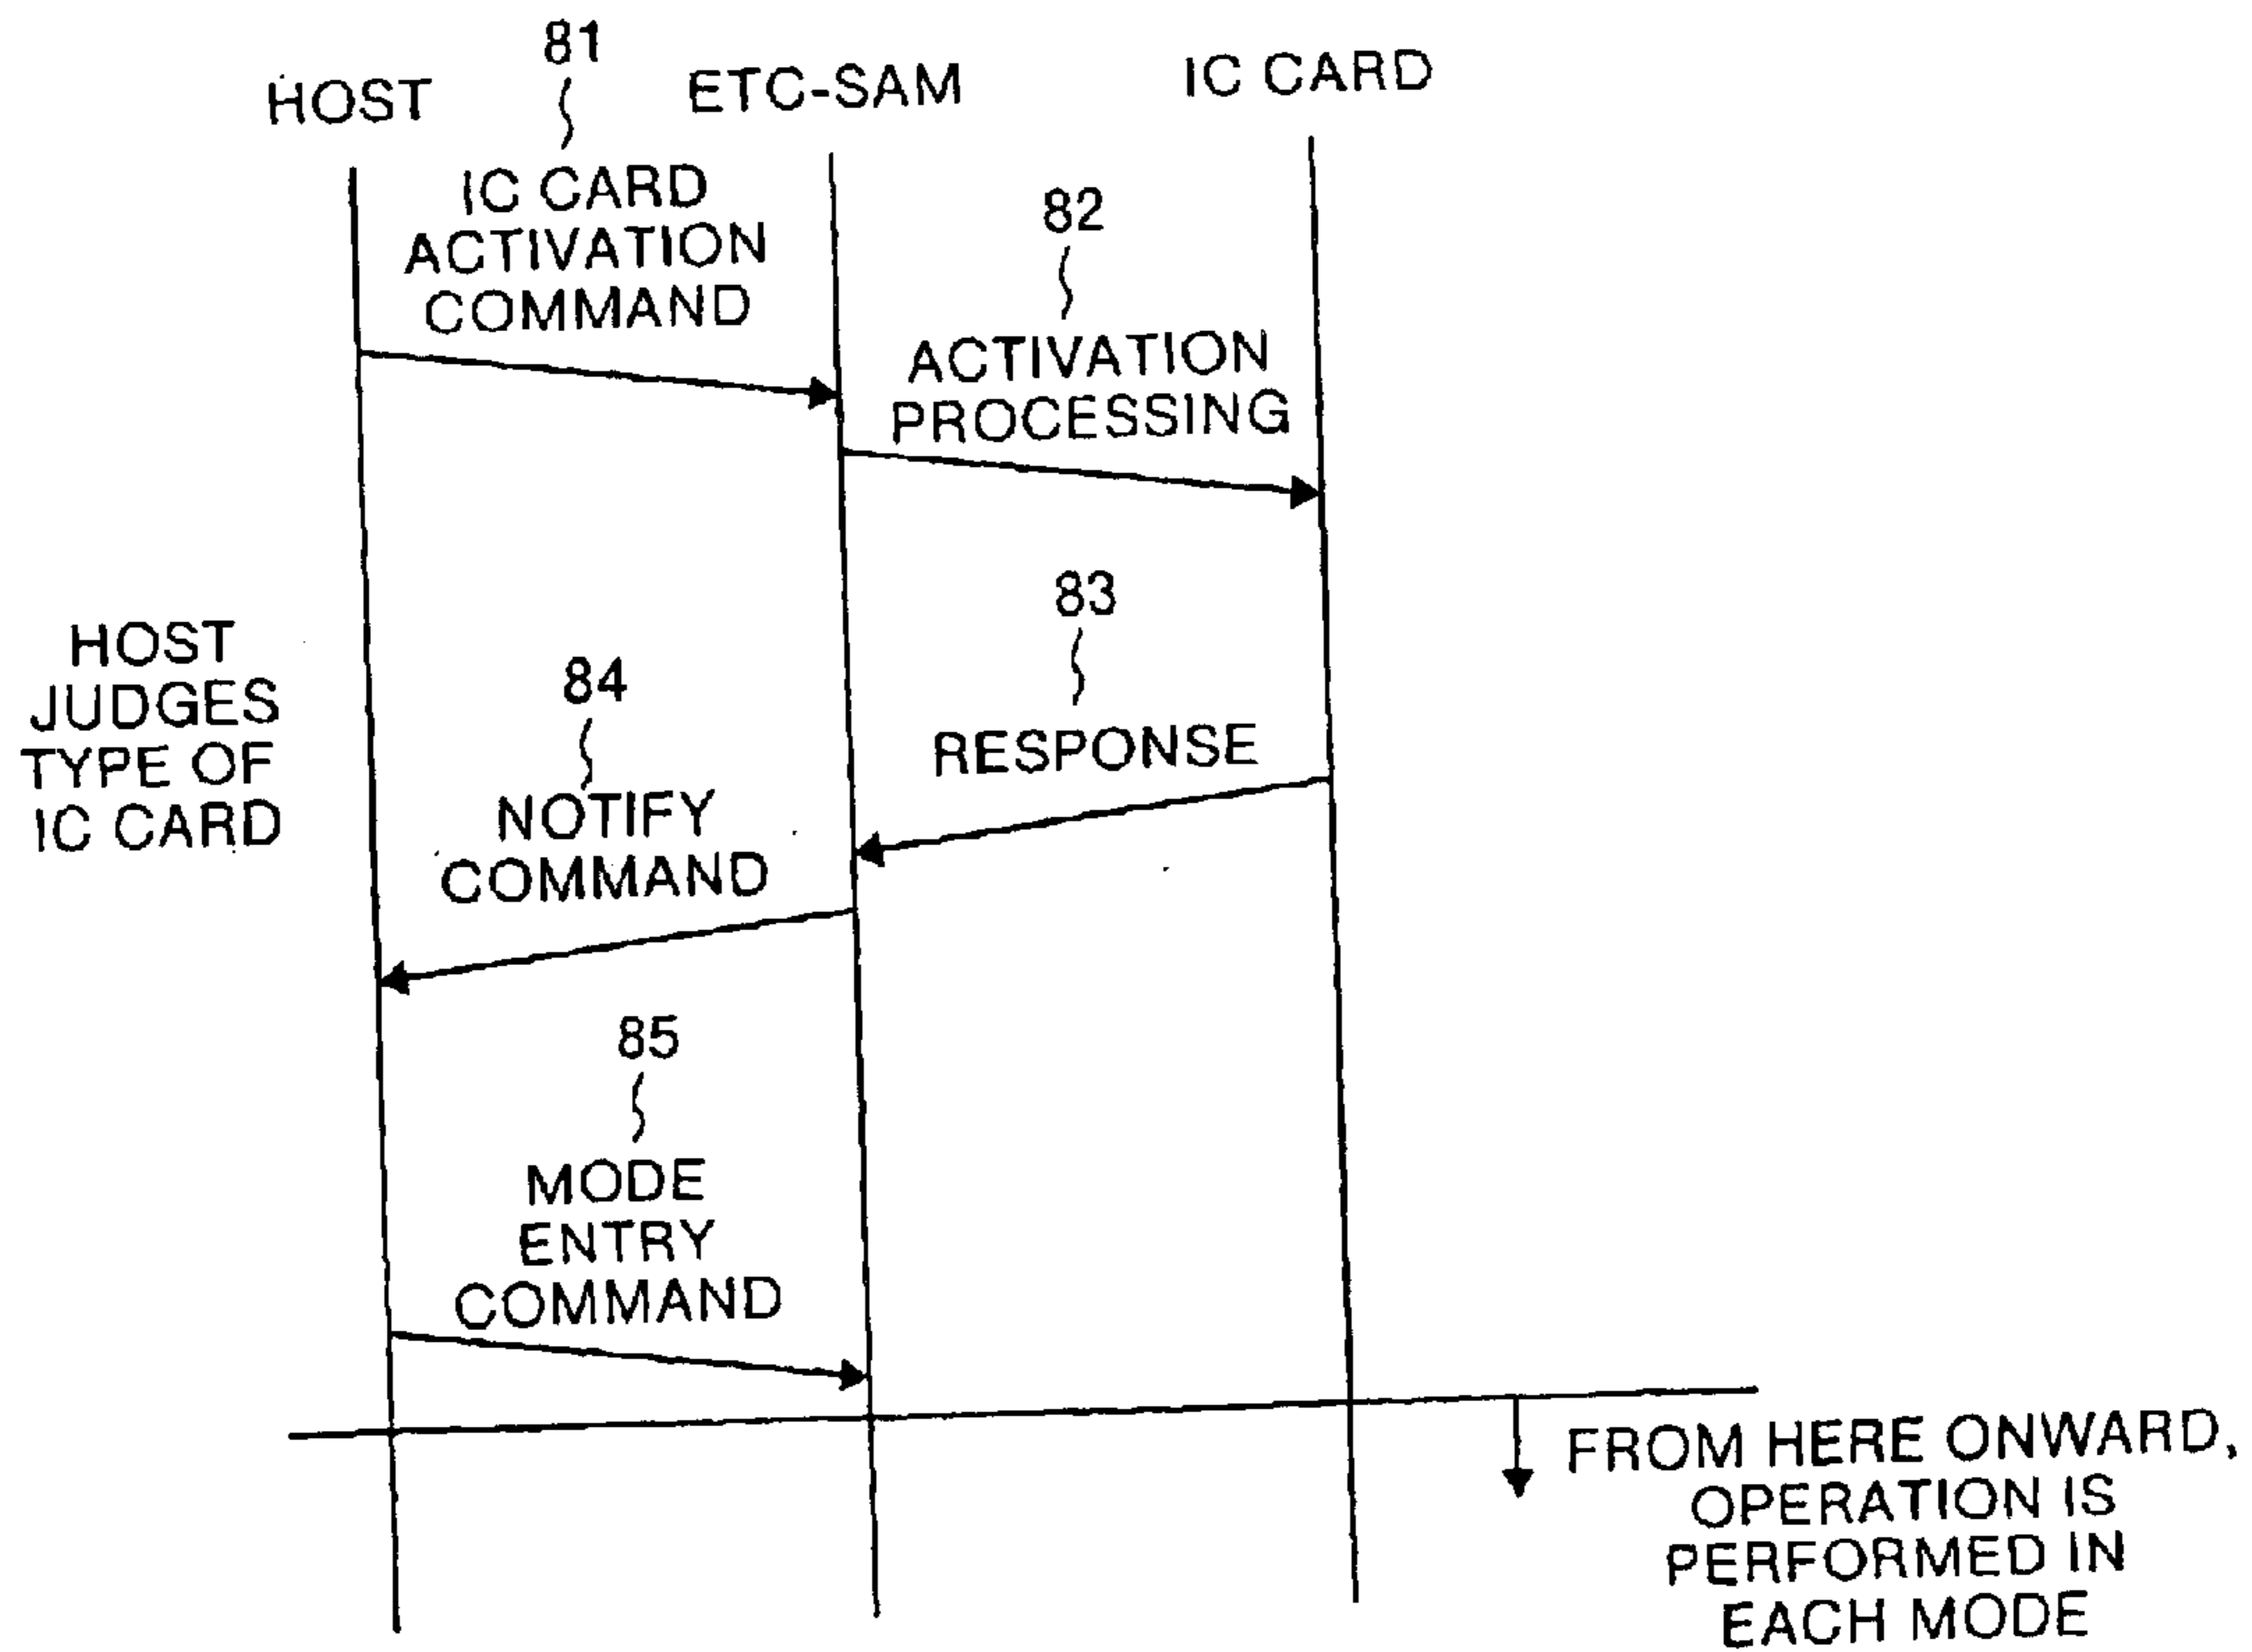 81
HOST
ETC-SAM
IC CARD
IC CARD
ACTIVATION
COMMAND
82
ACTIVATION
PROCESSING
83
RESPONSE
HOST
JUDGES
TYPE OF
IC CARD
84
NOTIFY
COMMAND
85
MODE
ENTRY
COMMAND
FROM HERE ONWARD,
OPERATION IS
PERFORMED IN
EACH MODE